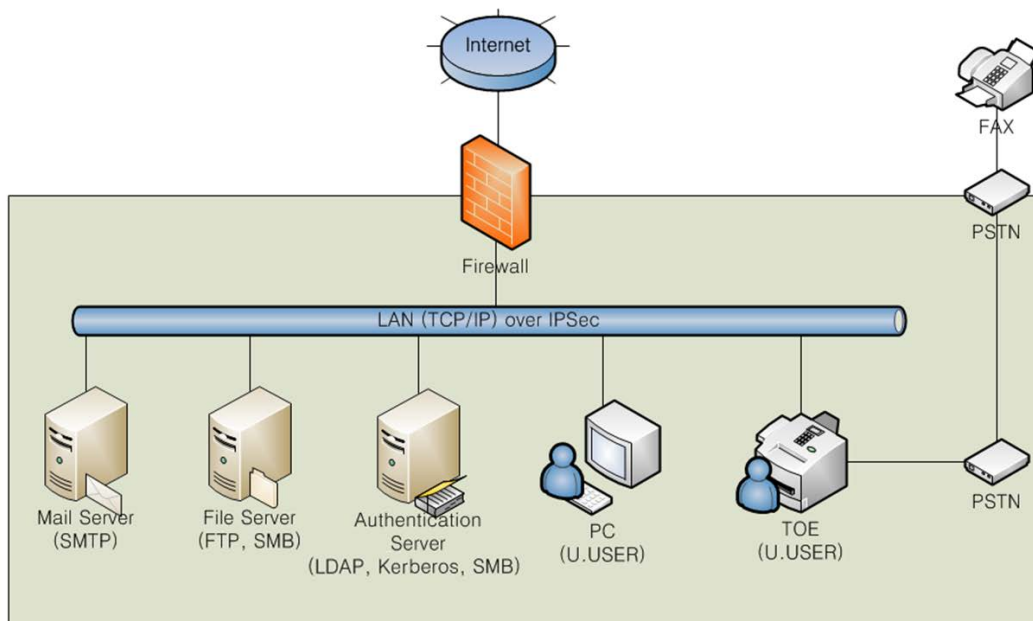 Internet
FAX
PSTN
Firewall
LAN (TCP/IP) over IPSec
Mail Server
(SMTP)
File Server
(FTP, SMB)
Authentication
Server
(LDAP, Kerberos, SMB)
PC
(U.USER)
TOE
(U.USER)
PSTN